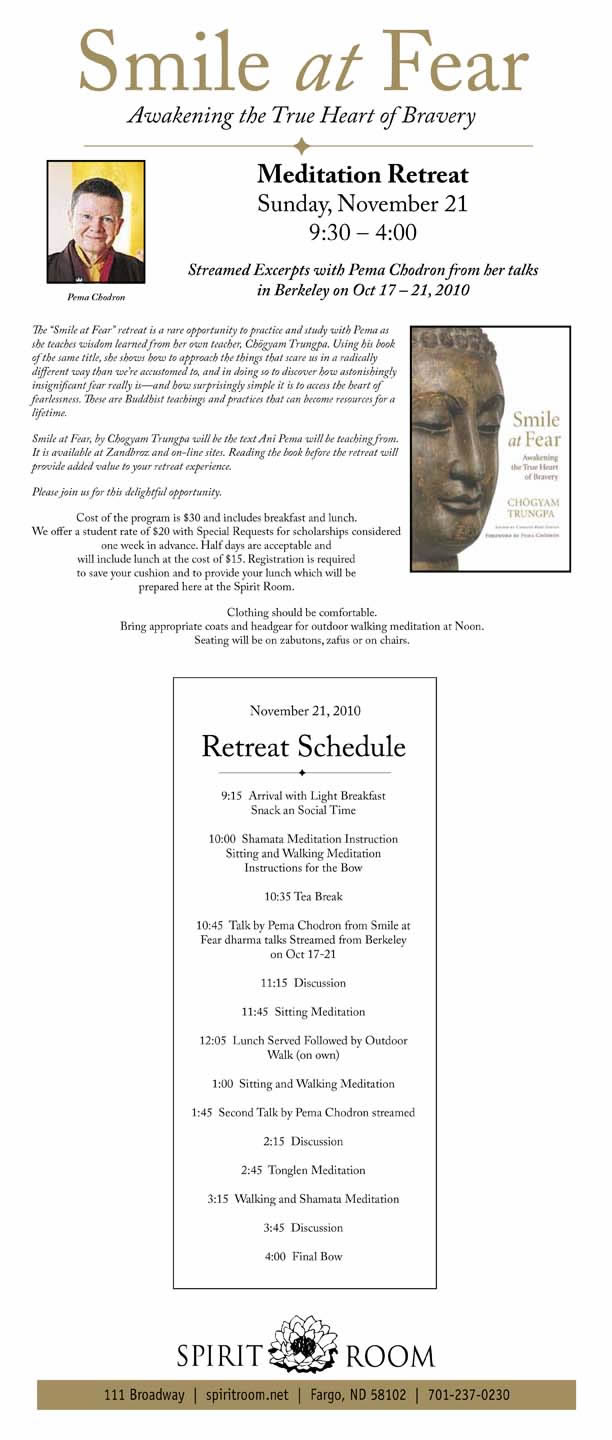 Smile at Fear
Awakening the True Heart of Bravery
Meditation Retreat
Sunday, November 21
9:30 – 4:00
Streamed Excerpts with Pema Chodron from her talks
in Berkeley on Oct 17 – 21, 2010
Pema Chodron
The “Smile at Fear” retreat is a rare opportunity to practice and study with Pema as
she teaches wisdom learned from her own teacher, Chögyam Trungpa. Using his book
of the same title, she shows how to approach the things that scare us in a radically
different way than we’re accustomed to, and in doing so to discover how astonishingly
insignificant fear really is—and how surprisingly simple it is to access the heart of
fearlessness. These are Buddhist teachings and practices that can become resources for a
lifetime.
Smile at Fear, by Chogyam Trungpa will be the text Ani Pema will be teaching from.
It is available at Zandbroz and on-line sites. Reading the book before the retreat will
provide added value to your retreat experience.
Please join us for this delightful opportunity.
Smile
at Fear
Awakening
the True Heart
of Bravery
CHÖGYAM
TRUNGPA
EDITED BY CAROLYN ROSE GIMIAN
FOREWORD BY PEMA CHÖDRÖN
Cost of the program is $30 and includes breakfast and lunch.
We offer a student rate of $20 with Special Requests for scholarships considered
one week in advance. Half days are acceptable and
will include lunch at the cost of $15. Registration is required
to save your cushion and to provide your lunch which will be
prepared here at the Spirit Room.
Clothing should be comfortable.
Bring appropriate coats and headgear for outdoor walking meditation at Noon.
Seating will be on zabutons, zafus or on chairs.
November 21, 2010
Retreat Schedule
9:15 Arrival with Light Breakfast
Snack an Social Time
10:00 Shamata Meditation Instruction
Sitting and Walking Meditation
Instructions for the Bow
10:35 Tea Break
10:45 Talk by Pema Chodron from Smile at
Fear dharma talks Streamed from Berkeley
on Oct 17-21
11:15 Discussion
11:45 Sitting Meditation
12:05 Lunch Served Followed by Outdoor
Walk (on own)
1:00 Sitting and Walking Meditation
1:45 Second Talk by Pema Chodron streamed
2:15 Discussion
2:45 Tonglen Meditation
3:15 Walking and Shamata Meditation
3:45 Discussion
4:00 Final Bow
SPIRIT ROOM
111 Broadway | spiritroom.net | Fargo, ND 58102 | 701-237-0230